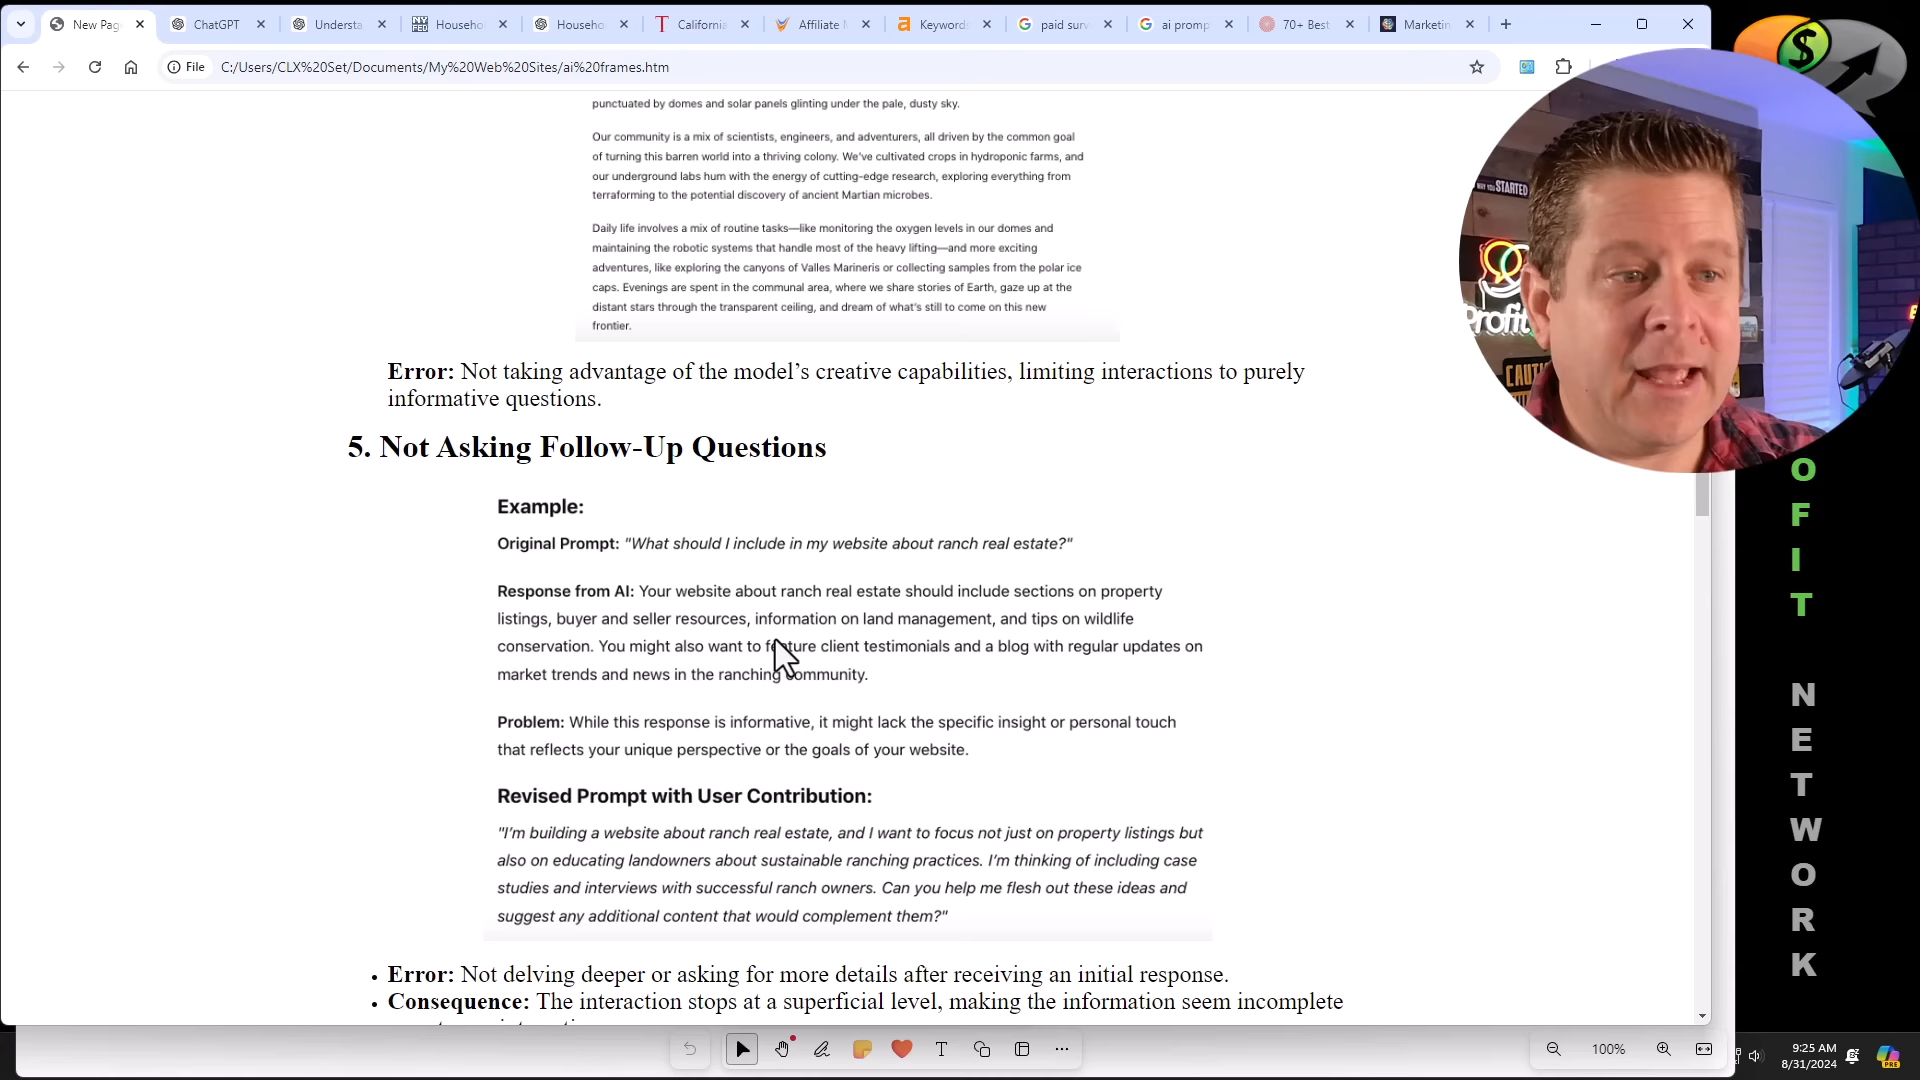 New Pag
ChatGPT
Understa
Househo
Househo
California
Affiliate
Keywords
paid surv
ai promp
70+ Best
Marketin
File
C:/Users/CLX%20Set/Documents/My%20Web%20Sites/ai%20frames.htm
punctuated by domes and solar panels glinting under the pale, dusty sky.
Our community is a mix of scientists, engineers, and adventurers, all driven by the common goal
of turning this barren world into a thriving colony. We've cultivated crops in hydroponic farms, and
our underground labs hum with the energy of cutting-edge research, exploring everything from
terraforming to the potential discovery of ancient Martian microbes.
Daily life involves a mix of routine tasks—like monitoring the oxygen levels in our domes and
maintaining the robotic systems that handle most of the heavy lifting—and more exciting
adventures, like exploring the canyons of Valles Marineris or collecting samples from the polar ice
caps. Evenings are spent in the communal area, where we share stories of Earth, gaze up at the
distant stars through the transparent ceiling, and dream of what's still to come on this new
frontier.
Error: Not taking advantage of the model's creative capabilities, limiting interactions to purely
informative questions.
5. Not Asking Follow-Up Questions
Example:
Original Prompt: "What should I include in my website about ranch real estate?"
Response from AI: Your website about ranch real estate should include sections on property
listings, buyer and seller resources, information on land management, and tips on wildlife
conservation. You might also want to feature client testimonials and a blog with regular updates on
market trends and news in the ranching community.
Problem: While this response is informative, it might lack the specific insight or personal touch
that reflects your unique perspective or the goals of your website.
Revised Prompt with User Contribution:
"I'm building a website about ranch real estate, and I want to focus not just on property listings but
also on educating landowners about sustainable ranching practices. I'm thinking of including case
studies and interviews with successful ranch owners. Can you help me flesh out these ideas and
suggest any additional content that would complement them?"
• Error: Not delving deeper or asking for more details after receiving an initial response.
• Consequence: The interaction stops at a superficial level, making the information seem incomplete
100%
9:25 AM
8/31/2024
STARTED
Profit
CAUT
O
F
I
T
N
E
T
W
O
R
K